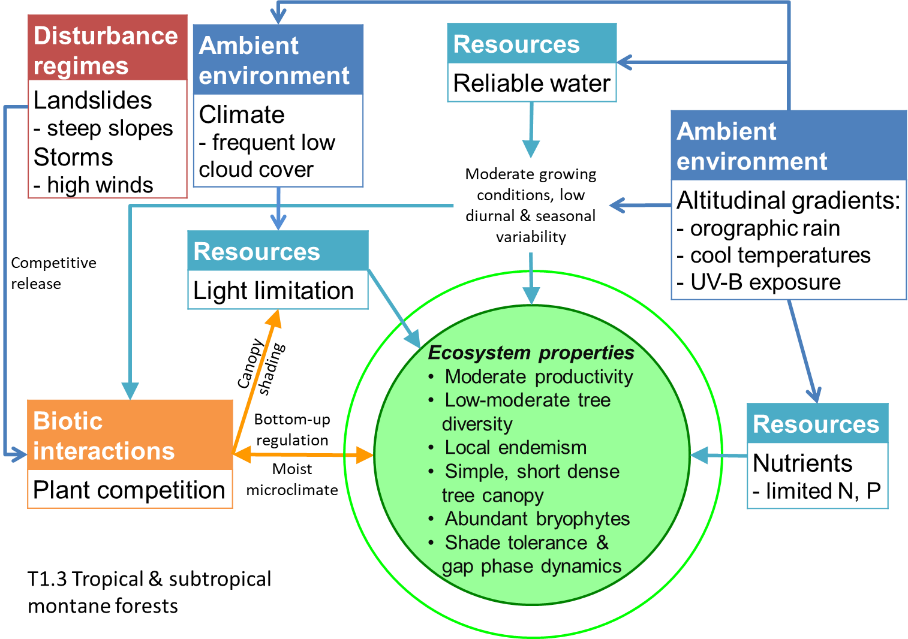 Disturbance
regimes
Landslides
- steep slopes
Storms
- high winds
Ambient
environment
Climate
- frequent low
cloud cover
Resources
Reliable water
Ambient
environment
Altitudinal gradients:
- orographic rain
- cool temperatures
- UV-B exposure
Moderate growing
conditions, low
diurnal & seasonal
variability
Competitive
release
Resources
Light limitation
Canopy
shading
Ecosystem properties
• Moderate productivity
• Low-moderate tree
diversity
• Local endemism
• Simple, short dense
tree canopy
• Abundant bryophytes
• Shade tolerance &
gap phase dynamics
Biotic
interactions
Plant competition
Bottom-up
regulation
Moist
microclimate
Resources
Nutrients
- limited N, P
T1.3 Tropical & subtropical
montane forests